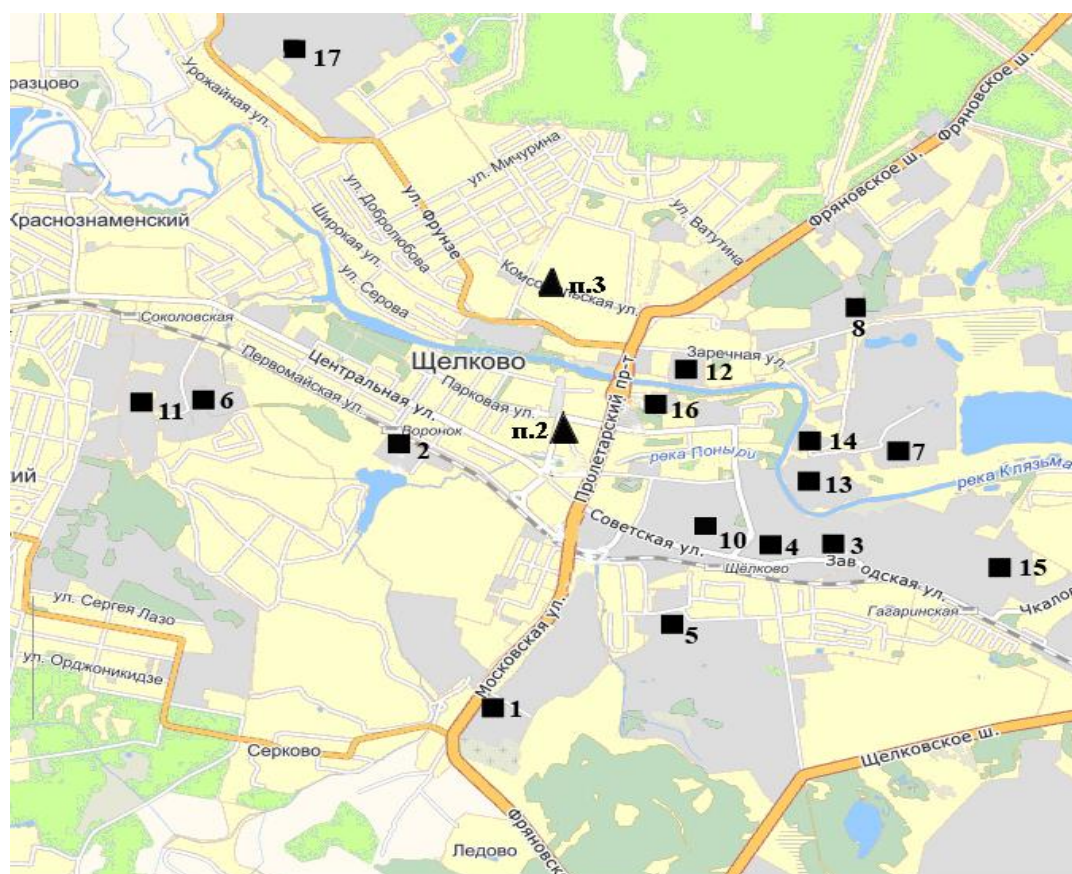 17
Урожайная ул.
разцово
Фряновское ш.
ул. Мичурина
Фряновское ш.
ул. Добролюбова
ул. Фрунзе
Краснознаменский
Широкая ул.
ул. Ватутина
ул. Серова
Комсомольская ул.
п.3
Соколовская
8
Щелково
Заречная ул.
12
Первомайская ул.
Центральная ул.
Парковая ул.
Пролетарский пр-т
11
6
16
Воронок
2
п.2
река Поныри
14
7
река Клязьма
13
кий
Советская ул.
10
4
3
Щёлково
Заводская ул.
15
ул. Сергея Лазо
Гагаринская
Чкалов
5
Московская ул.
ул. Орджоникидзе
1
Серково
Щелковское ш.
Фряновск
Ледово